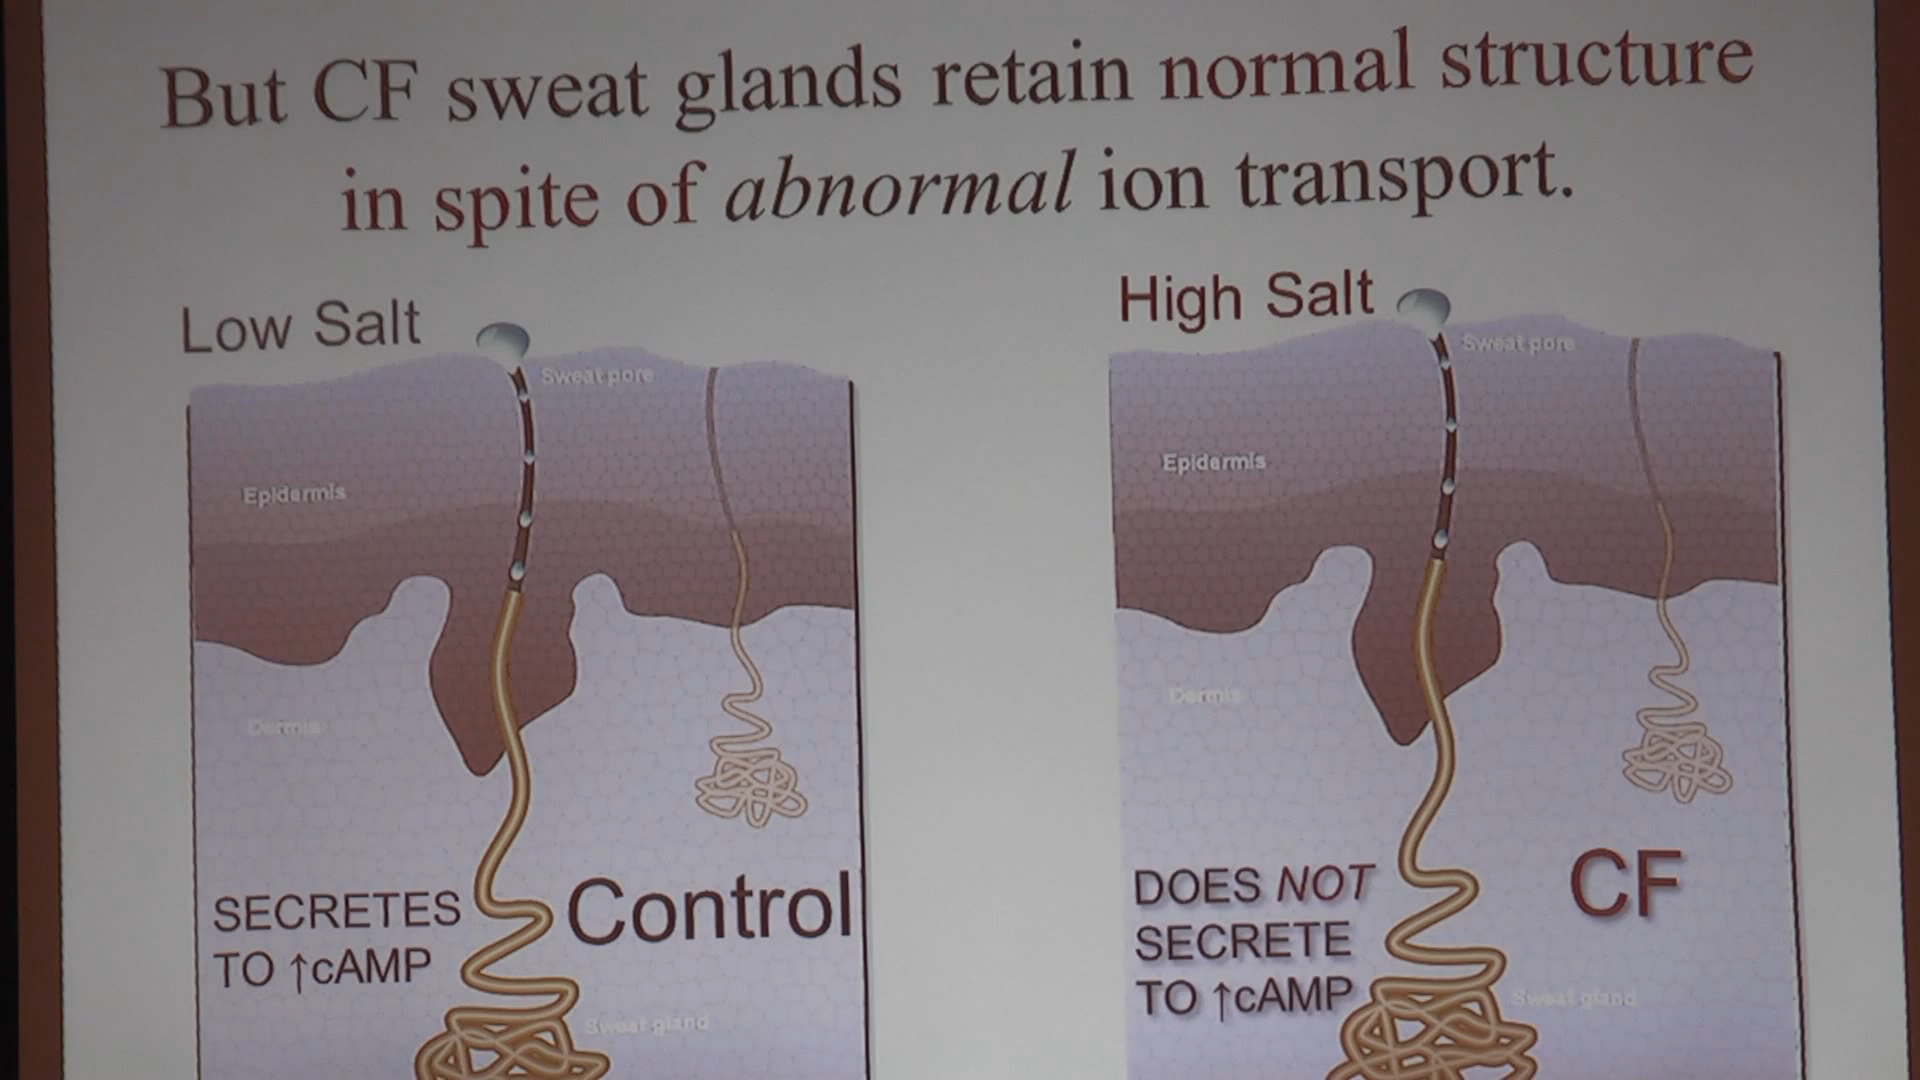 But CF sweat glands retain normal structure
in spite of abnormal ion transport.
Low Salt
Sweat pore
Epidermis
Dermis
SECRETES
TO ↑cAMP
Control
Sweat gland
High Salt
Sweat pore
Epidermis
Dermis
DOES NOT
SECRETE
TO ↑cAMP
CF
Sweat gland